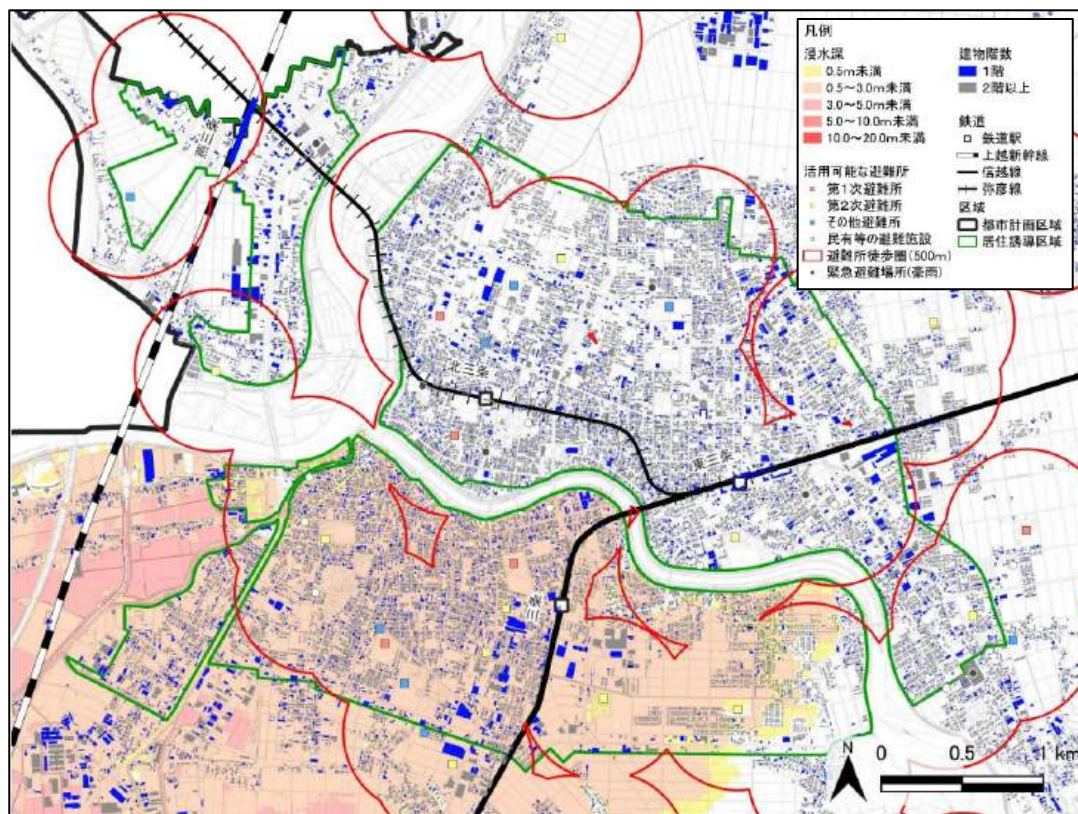 凡例
浸水深
0.5m未満
0.5～3.0m未満
3.0～5.0m未満
5.0～10.0m未満
10.0～20.0m未満
活用可能な避難所
第1次避難所
第2次避難所
その他避難所
民有等の避難施設
避難所徒歩圏(500m)
緊急避難場所(豪雨)
建物階数
1階
2階以上
鉄道
鉄道駅
上越新幹線
信越線
弥彦線
区域
都市計画区域
居住誘導区域
北三条
東三条
N
0 0.5 1 km